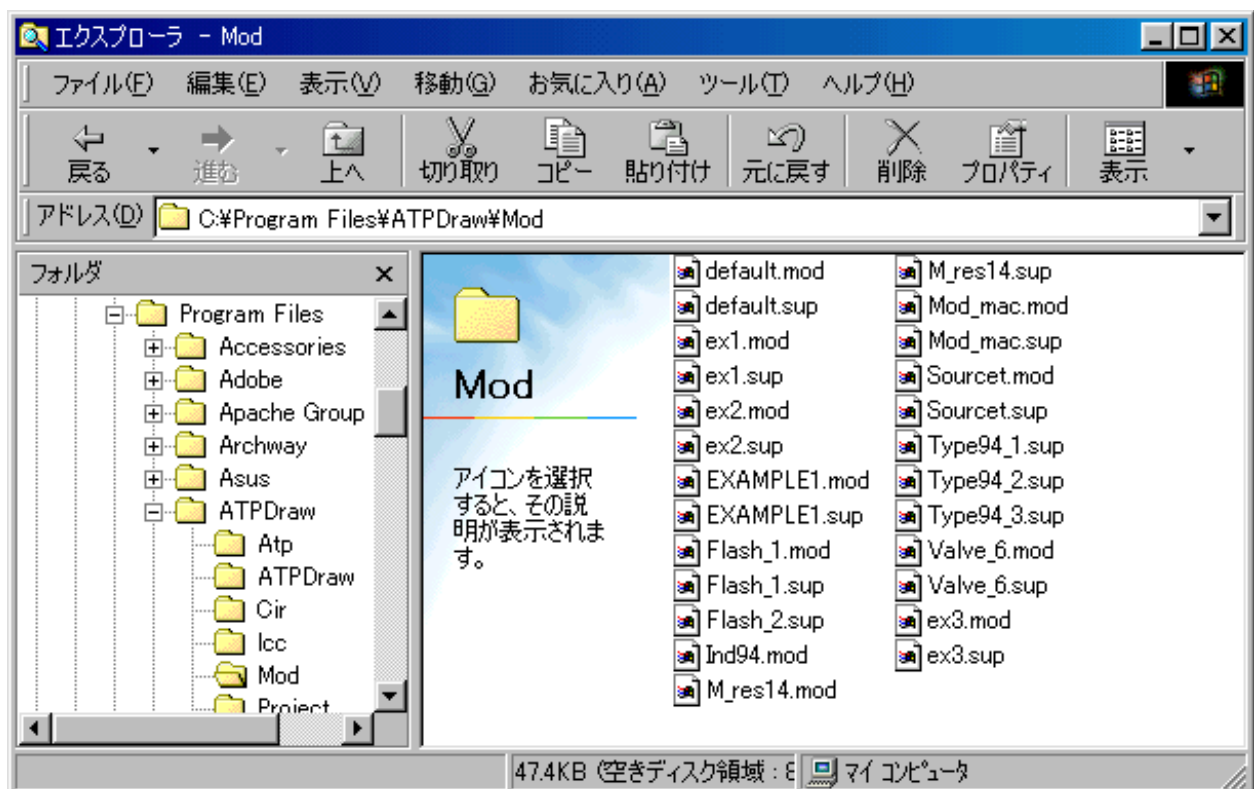 エクスプローラ - Mod
ファイル(F) 編集(E) 表示(V) 移動(G) お気に入り(A) ツール(T) ヘルプ(H)
戻る 進む 上へ 切り取り コピー 貼り付け 元に戻す 削除 プロパティ 表示
アドレス(D) C:¥Program Files¥ATPDraw¥Mod
フォルダ
Program Files
Accessories
Adobe
Apache Group
Archway
Asus
ATPDraw
Atp
ATPDraw
Cir
lcc
Mod
Project
Mod
アイコンを選択
すると、その説
明が表示されま
す。
default.mod
default.sup
ex1.mod
ex1.sup
ex2.mod
ex2.sup
EXAMPLE1.mod
EXAMPLE1.sup
Flash_1.mod
Flash_1.sup
Flash_2.sup
Ind94.mod
M_res14.mod
M_res14.sup
Mod_mac.mod
Mod_mac.sup
Sourcet.mod
Sourcet.sup
Type94_1.sup
Type94_2.sup
Type94_3.sup
Valve_6.mod
Valve_6.sup
ex3.mod
ex3.sup
47.4KB (空きディスク領域 : マイ コンピュータ